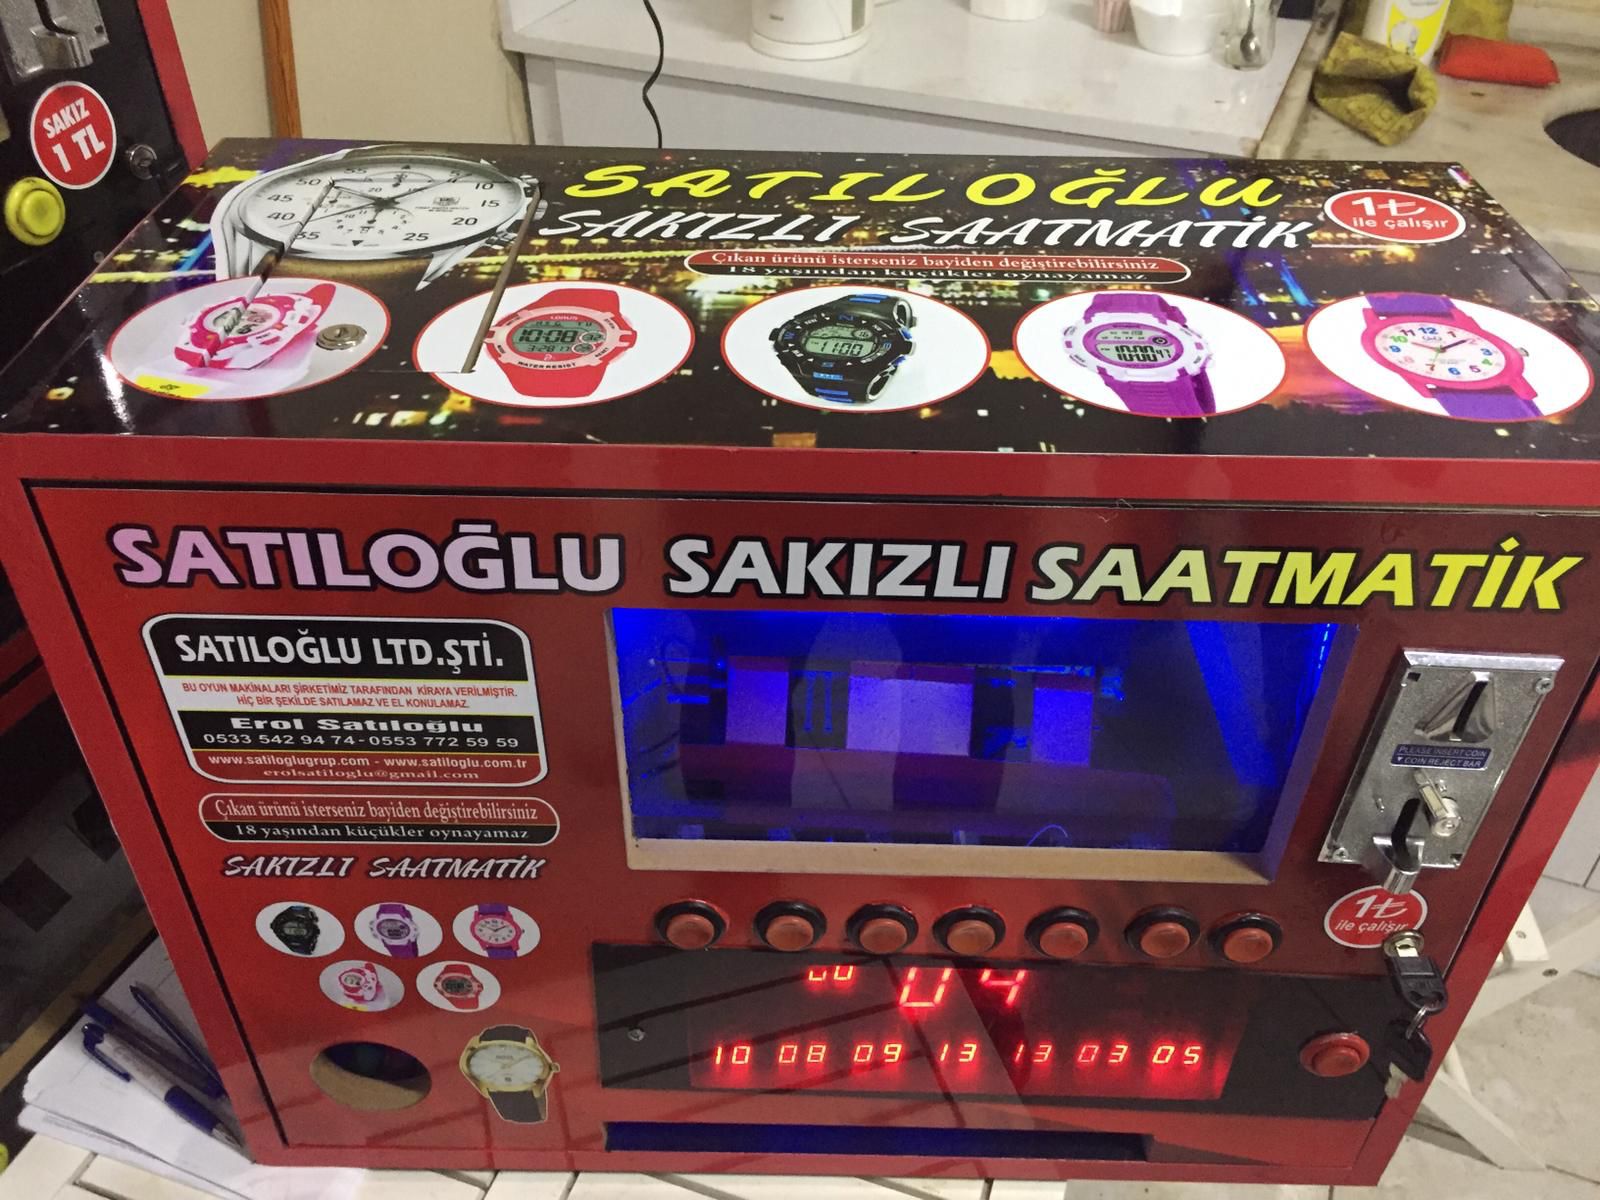 SAKIZ
1 TL
SATILOĞLU
SAKIZLI SAATMATİK
1₺
ile çalışır
Çıkan ürünü isterseniz bayiden değiştirebilirsiniz
18 yaşından küçükler oynayamaz
SATILOĞLU SAKIZLI SAATMATİK
SATILOĞLU LTD.ŞTİ.
BU OYUN MAKİNALARI ŞİRKETİMİZ TARAFINDAN KİRAYA VERİLMİŞTİR.
HİÇ BİR ŞEKİLDE SATILAMAZ VE EL KONULAMAZ.
Erol Satıloğlu
0533 542 94 74-0553 772 59 59
www.satiloglugrup.com - www.satiloglu.com.tr
erolsatiloglu@gmail.com
Çıkan ürünü isterseniz bayiden değiştirebilirsiniz
18 yaşından küçükler oynayamaz
SAKIZLI SAATMATİK
PLEASE INSERT COIN
▼ COIN REJECT BAR
1₺
ile çalışır
04
10 08 09 13 13 03 05